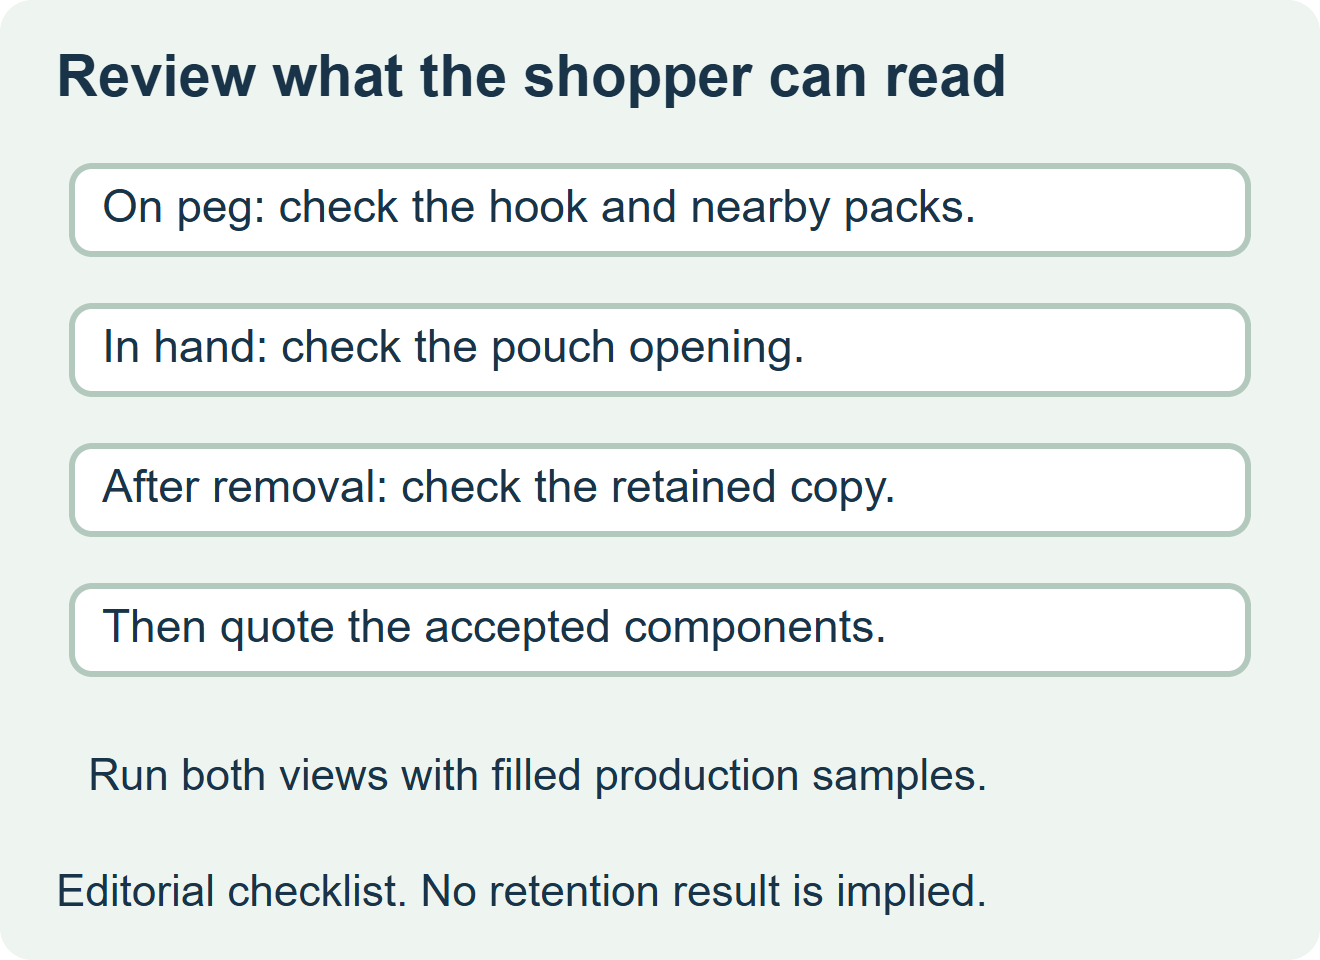 Review what the shopper can read
On peg: check the hook and nearby packs.
In hand: check the pouch opening.
After removal: check the retained copy.
Then quote the accepted components.
Run both views with filled production samples.
Editorial checklist. No retention result is implied.